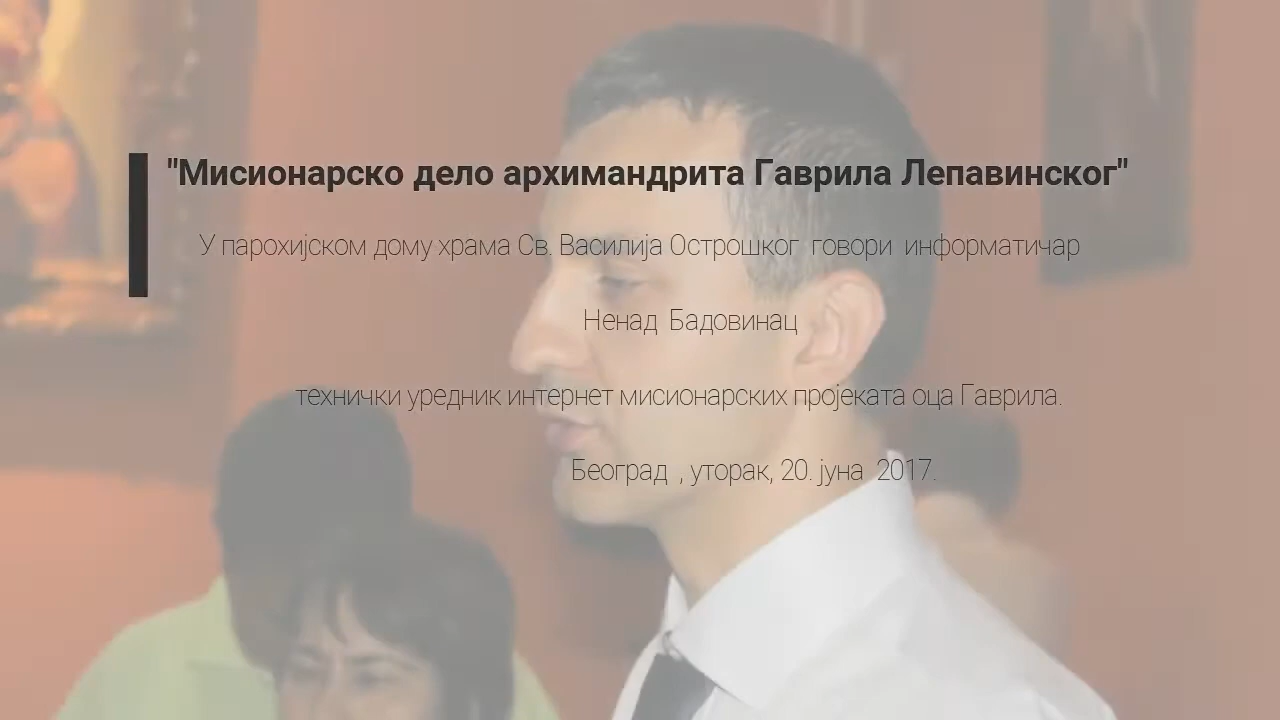 "Мисионарско дело архимандрита Гаврила Лепавинског"
У парохијском дому храма Св. Василија Острошког говори информатичар
Ненад Бадовинац
технички уредник интернет мисионарских пројеката оца Гаврила.
Београд , уторак, 20. јуна 2017.